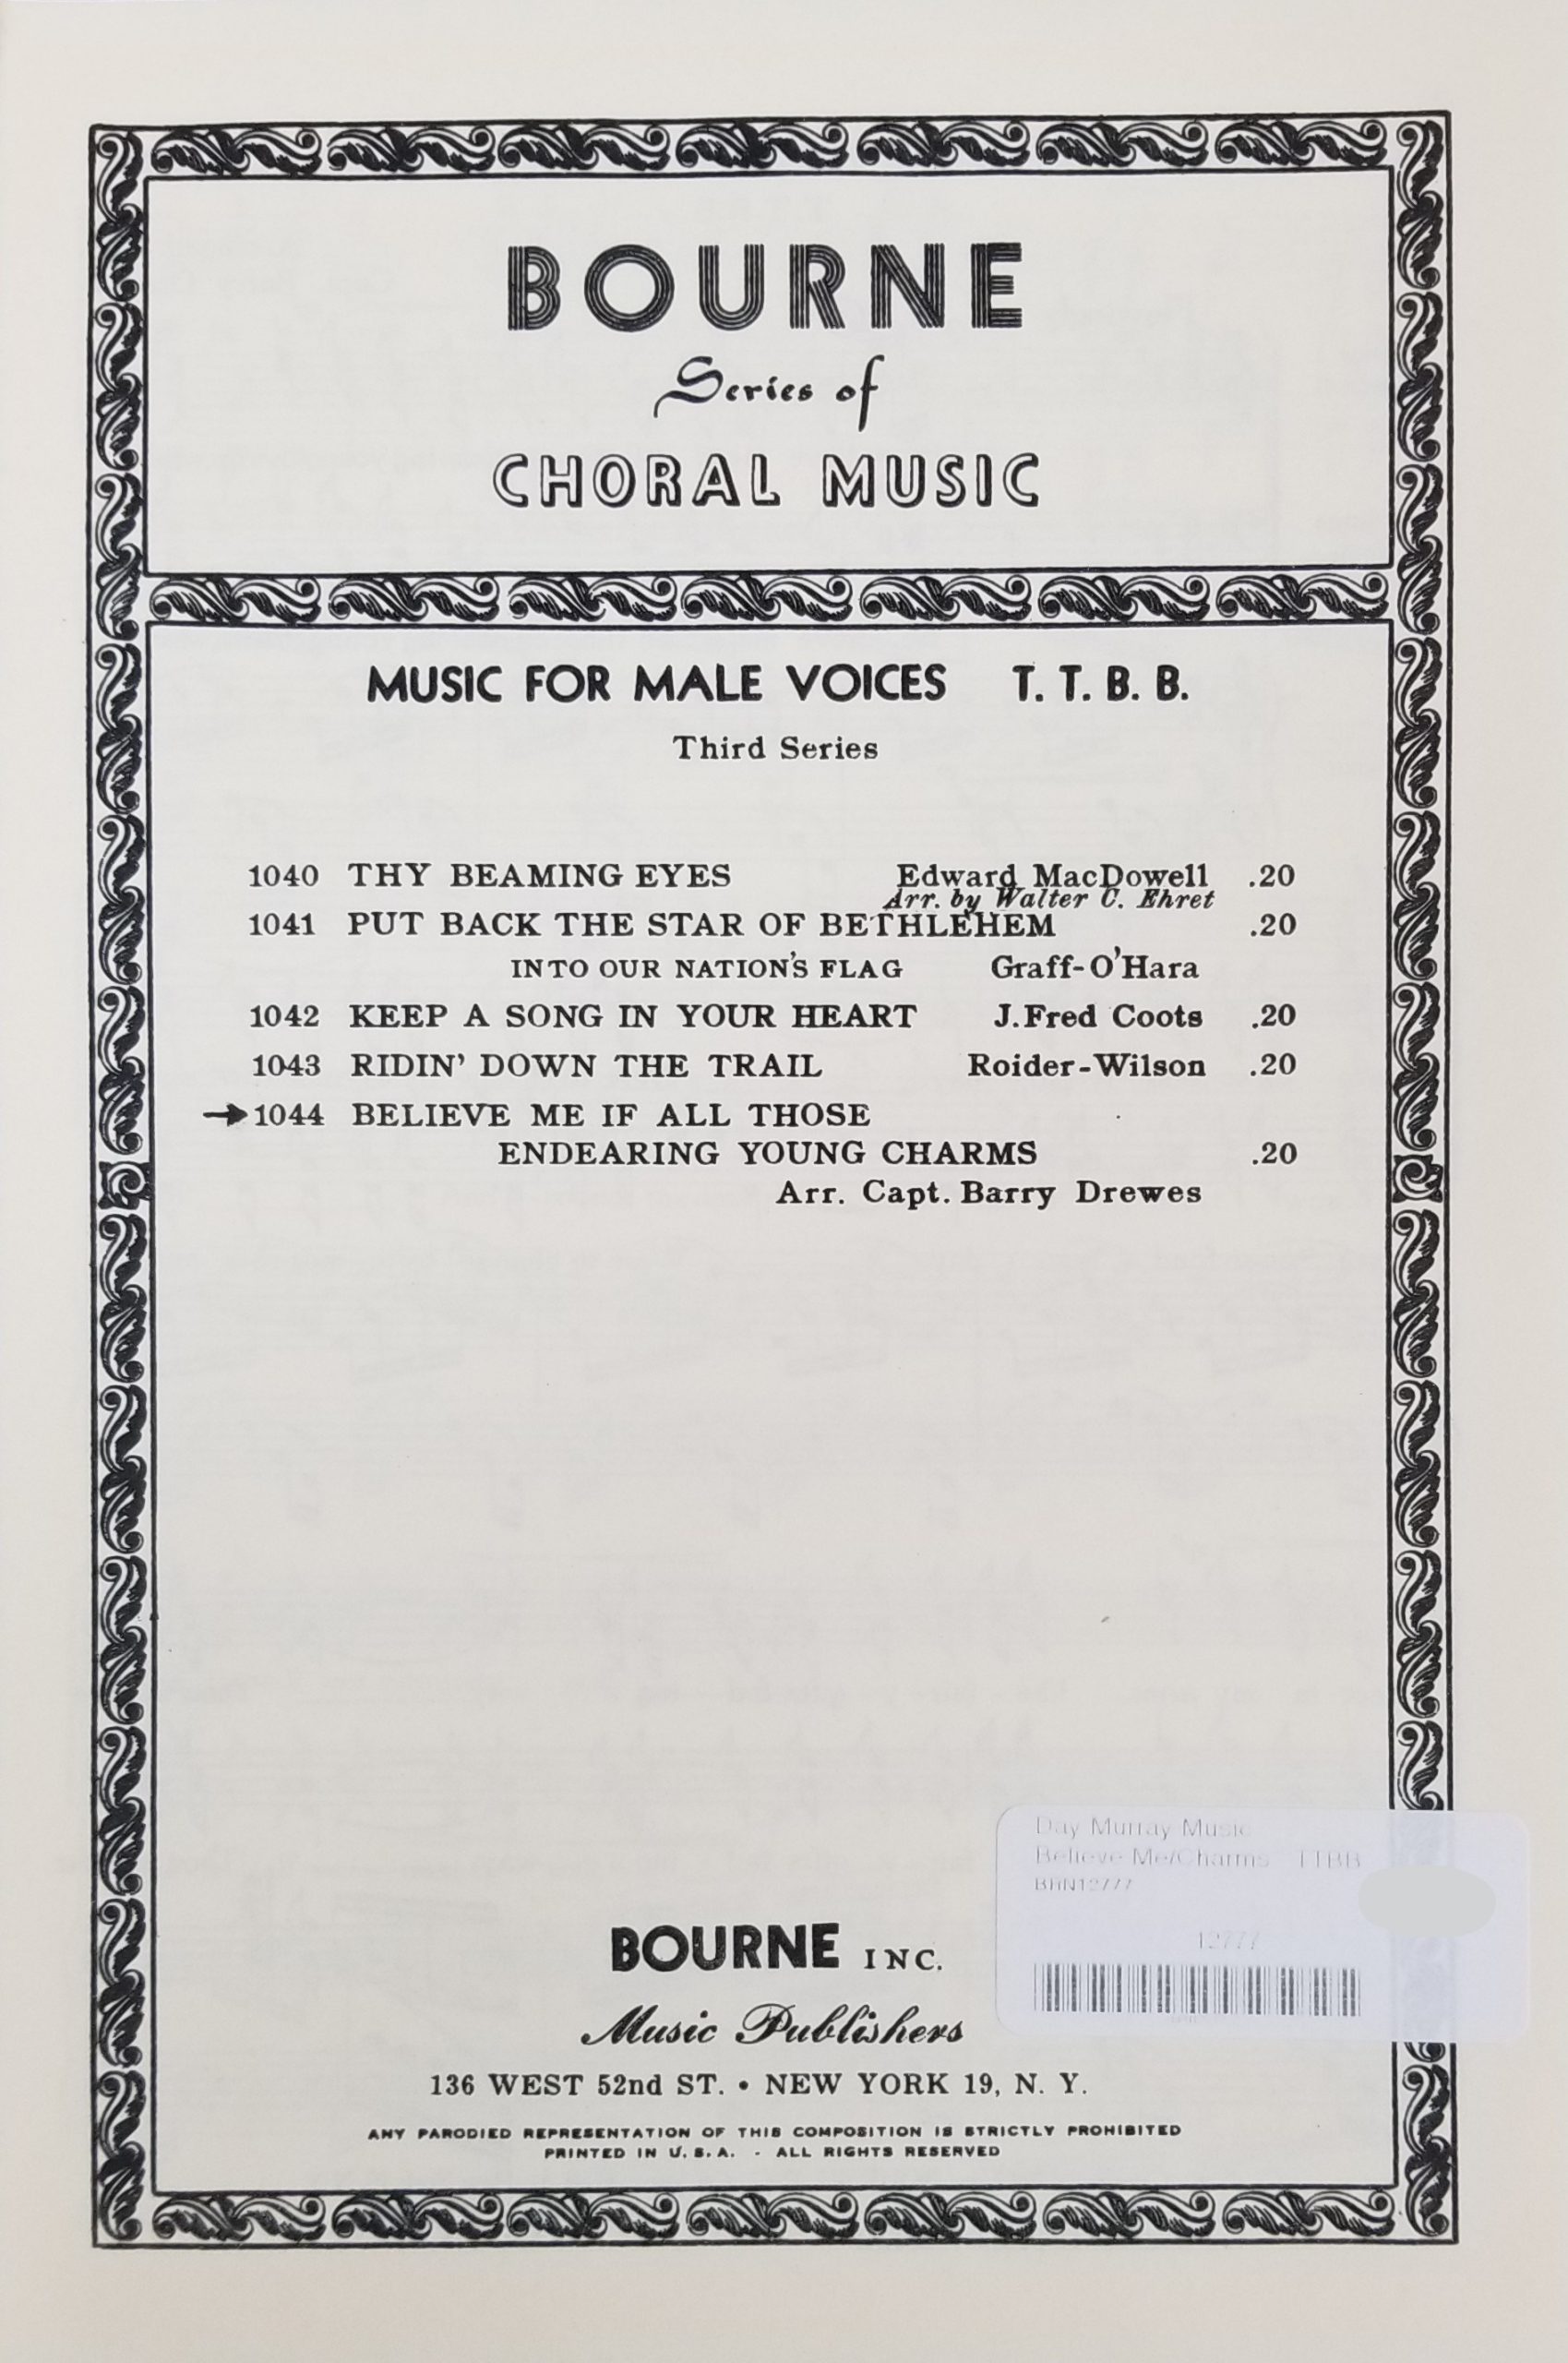 BOURNE
Series of
CHORAL MUSIC
MUSIC FOR MALE VOICES T. T. B. B.
Third Series
1040 THY BEAMING EYES Edward MacDowell .20
Arr. by Walter C. Ehret
1041 PUT BACK THE STAR OF BETHLEHEM .20
INTO OUR NATION'S FLAG Graff-O'Hara
1042 KEEP A SONG IN YOUR HEART J. Fred Coots .20
1043 RIDIN' DOWN THE TRAIL Roider-Wilson .20
→1044 BELIEVE ME IF ALL THOSE
ENDEARING YOUNG CHARMS .20
Arr. Capt. Barry Drewes
Day Murray Music
Believe Me/Charms TTBB
BHN12777
12777
BOURNE INC.
Music Publishers
136 WEST 52nd ST. • NEW YORK 19, N. Y.
ANY PARODIED REPRESENTATION OF THIS COMPOSITION IS STRICTLY PROHIBITED
PRINTED IN U. S. A. - ALL RIGHTS RESERVED